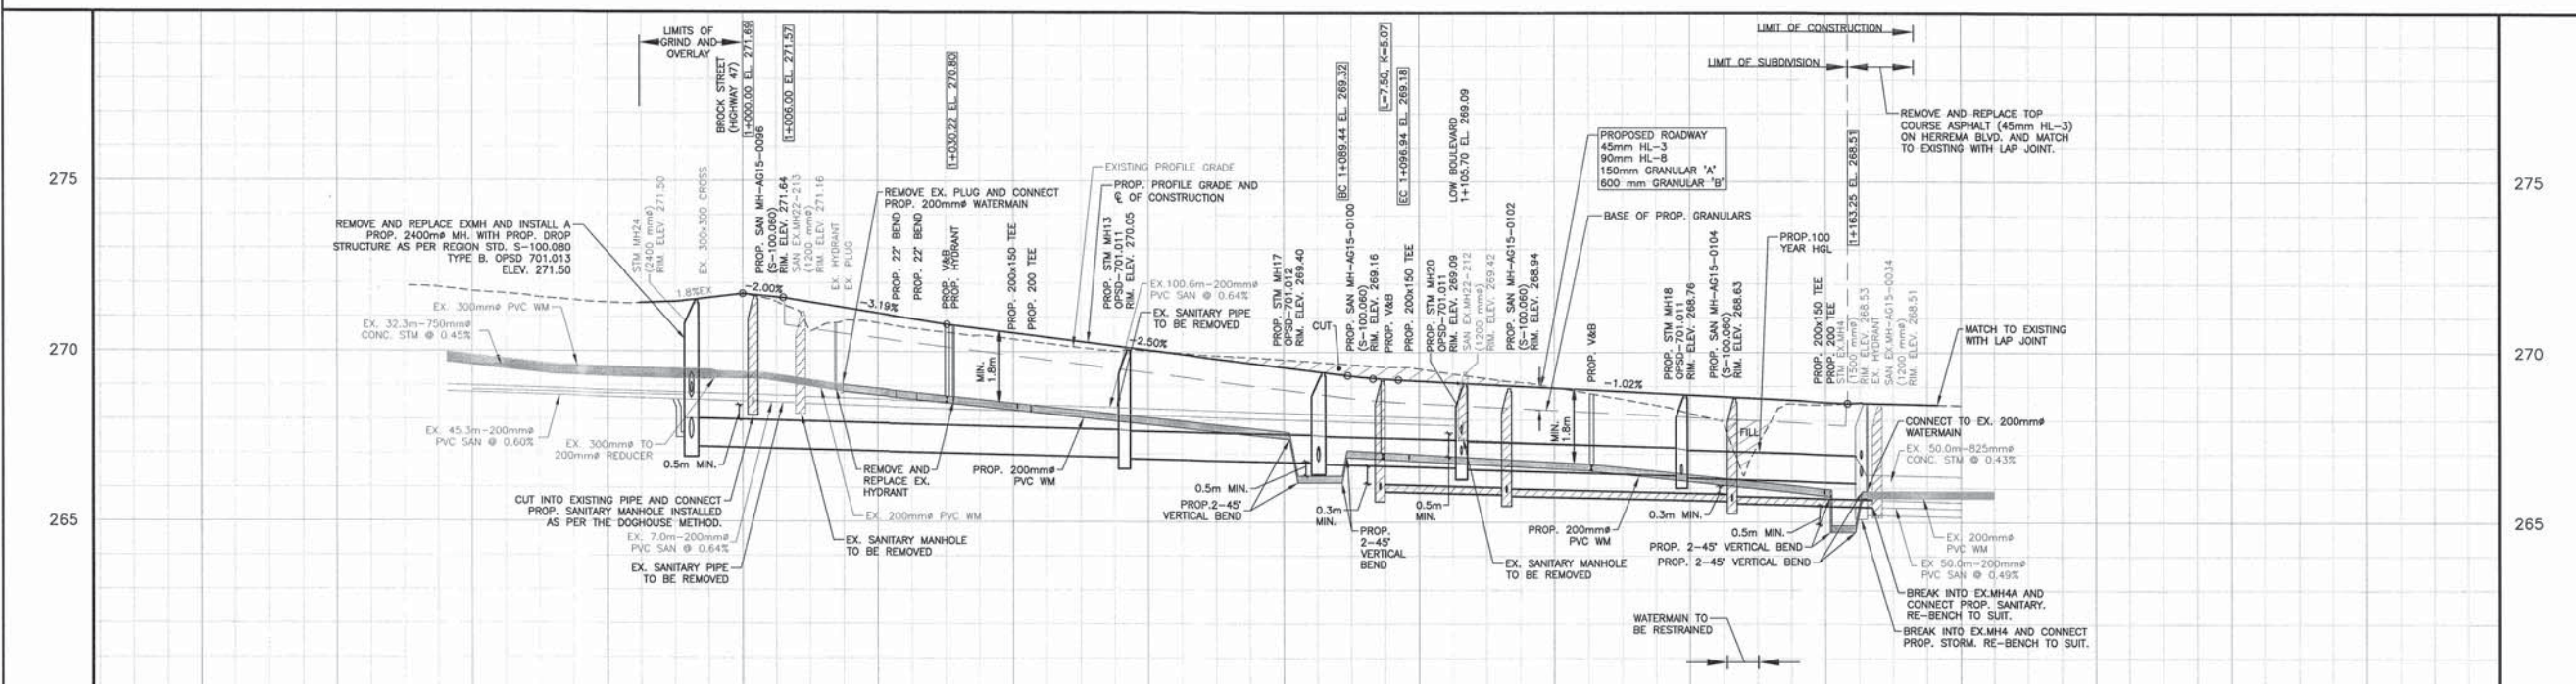 LIMITS OF
GRIND AND
OVERLAY
BROCK STREET
(HIGHWAY 47)
1+000.00 EL 271.69
1+006.00 EL 271.57
1+030.22 EL 270.80
BC 1+089.44 EL 269.32
L=7.50, K=5.07
EC 1+096.94 EL 269.18
LOW BOULEVARD
1+105.70 EL 269.09
LIMIT OF CONSTRUCTION
LIMIT OF SUBDIVISION
REMOVE AND REPLACE TOP
COURSE ASPHALT (45mm HL-3)
ON HERREMA BLVD. AND MATCH
TO EXISTING WITH LAP JOINT.
1+163.25 EL 268.51
PROPOSED ROADWAY
45mm HL-3
90mm HL-8
150mm GRANULAR 'A'
600 mm GRANULAR 'B'
BASE OF PROP. GRANULARS
PROP.100
YEAR HGL
275
275
270
270
265
265
REMOVE AND REPLACE EXMH AND INSTALL A
PROP. 2400mø MH. WITH PROP. DROP
STRUCTURE AS PER REGION STD. S-100.080
TYPE B. OPSD 701.013
ELEV. 271.50
STM MH24
(2400 mmø)
RIM. ELEV. 271.50
EX. 300x300 CROSS
PROP. SAN MH-AG15-0096
(S-100.060)
RIM. ELEV. 271.64
SAN EX.MH22-213
(1200 mmø)
RIM. ELEV. 271.16
EX. HYDRANT
EX. PLUG
REMOVE EX. PLUG AND CONNECT
PROP. 200mmø WATERMAIN
PROP. 22° BEND
PROP. 22° BEND
PROP. V&B
PROP. HYDRANT
PROP. 200x150 TEE
PROP. 200 TEE
EXISTING PROFILE GRADE
PROP. PROFILE GRADE AND
℄ OF CONSTRUCTION
PROP. STM MH13
OPSD-701.011
RIM. ELEV. 270.05
EX.100.6m-200mmø
PVC SAN @ 0.64%
EX. SANITARY PIPE
TO BE REMOVED
PROP. STM MH17
OPSD-701.012
RIM. ELEV. 269.40
CUT
PROP. SAN MH-AG15-0100
(S-100.060)
RIM. ELEV. 269.16
PROP. V&B
PROP. 200x150 TEE
PROP. STM MH20
OPSD-701.011
RIM. ELEV. 269.09
SAN EX.MH22-212
(1200 mmø)
RIM. ELEV. 269.42
PROP. SAN MH-AG15-0102
(S-100.060)
RIM. ELEV. 268.94
PROP. V&B
PROP. STM MH18
OPSD-701.011
RIM. ELEV. 268.76
PROP. SAN MH-AG15-0104
(S-100.060)
RIM. ELEV. 268.63
PROP. 200x150 TEE
PROP. 200 TEE
STM EX.MH4
(1500 mmø)
RIM. ELEV. 268.53
EX. HYDRANT
SAN EX.MH-AG15-0034
(1200 mmø)
RIM. ELEV. 268.51
MATCH TO EXISTING
WITH LAP JOINT
1.8%EX
-2.00%
-3.19%
-2.50%
-1.02%
EX. 300mmø PVC WM
EX. 32.3m-750mmø
CONC. STM @ 0.45%
MIN.
1.8m
MIN.
1.8m
FILL
EX. 45.3m-200mmø
PVC SAN @ 0.60%
EX. 300mmø TO
200mmø REDUCER
0.5m MIN.
CUT INTO EXISTING PIPE AND CONNECT
PROP. SANITARY MANHOLE INSTALLED
AS PER THE DOGHOUSE METHOD.
EX. 7.0m-200mmø
PVC SAN @ 0.64%
EX. SANITARY PIPE
TO BE REMOVED
REMOVE AND
REPLACE EX.
HYDRANT
EX. 200mmø PVC WM
EX. SANITARY MANHOLE
TO BE REMOVED
PROP. 200mmø
PVC WM
0.5m MIN.
PROP.2-45°
VERTICAL BEND
0.3m
MIN.
PROP.
2-45°
VERTICAL
BEND
0.5m
MIN.
EX. SANITARY MANHOLE
TO BE REMOVED
PROP. 200mmø
PVC WM
0.3m MIN.
0.5m MIN.
PROP. 2-45° VERTICAL BEND
PROP. 2-45° VERTICAL BEND
CONNECT TO EX. 200mmø
WATERMAIN
EX. 50.0m-825mmø
CONC. STM @ 0.43%
EX. 200mmø
PVC WM
EX 50.0m-200mmø
PVC SAN @ 0.49%
BREAK INTO EX.MH4A AND
CONNECT PROP. SANITARY.
RE-BENCH TO SUIT.
BREAK INTO EX.MH4 AND CONNECT
PROP. STORM. RE-BENCH TO SUIT.
WATERMAIN TO
BE RESTRAINED